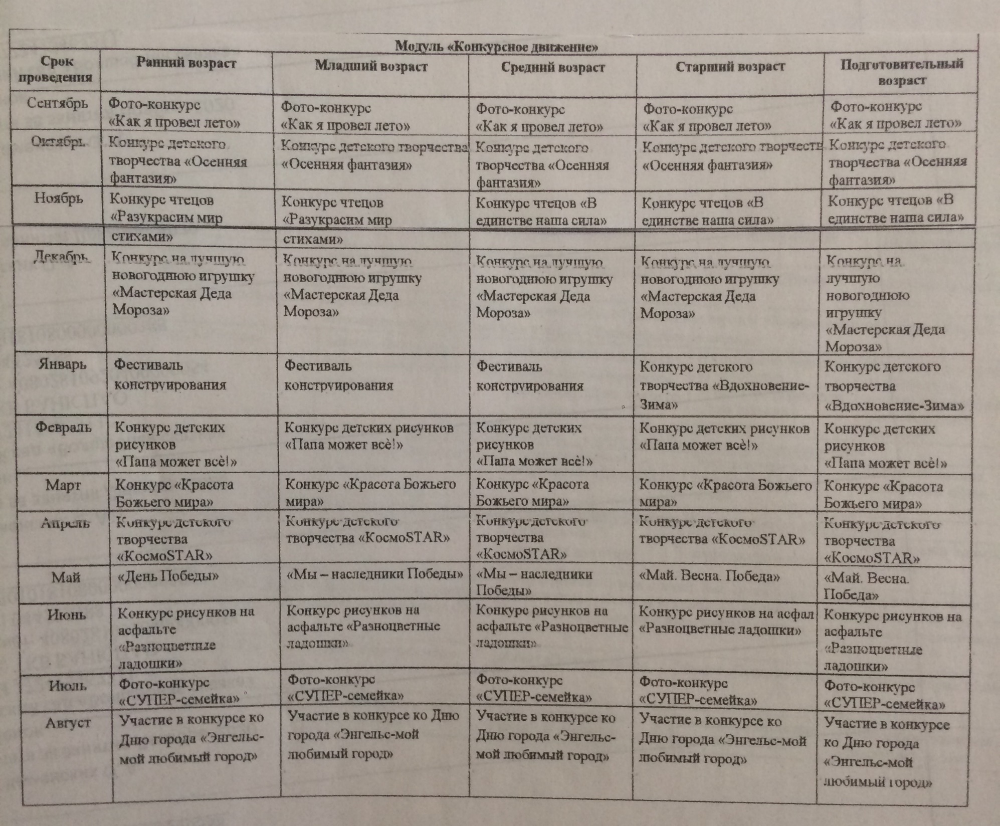 Модуль «Конкурсное движение»
Срок
проведения
Ранний возраст
Младший возраст
Средний возраст
Старший возраст
Подготовительный
возраст
Сентябрь
Фото-конкурс
«Как я провел лето»
Фото-конкурс
«Как я провел лето»
Фото-конкурс
«Как я провел лето»
Фото-конкурс
«Как я провел лето»
Фото-конкурс
«Как я провел лето»
Октябрь
Конкурс детского
творчества «Осенняя
фантазия»
Конкурс детского творчества
«Осенняя фантазия»
Конкурс детского
творчества «Осенняя
фантазия»
Конкурс детского творчеств
«Осенняя фантазия»
Конкурс детского
творчества «Осенняя
фантазия»
Ноябрь
Конкурс чтецов
«Разукрасим мир
стихами»
Конкурс чтецов
«Разукрасим мир
стихами»
Конкурс чтецов «В
единстве наша сила»
Конкурс чтецов «В
единстве наша сила»
Конкурс чтецов «В
единстве наша сила»
Декабрь
Конкурс на лучшую
новогоднюю игрушку
«Мастерская Деда
Мороза»
Конкурс на лучшую
новогоднюю игрушку
«Мастерская Деда
Мороза»
Конкурс на лучшую
новогоднюю игрушку
«Мастерская Деда
Мороза»
Конкурс на лучшую
новогоднюю игрушку
«Мастерская Деда
Мороза»
Конкурс на
лучшую
новогоднюю
игрушку
«Мастерская Деда
Мороза»
Январь
Фестиваль
конструирования
Фестиваль
конструирования
Фестиваль
конструирования
Конкурс детского
творчества «Вдохновение-
Зима»
Конкурс детского
творчества
«Вдохновение-Зима»
Февраль
Конкурс детских
рисунков
«Папа может всѐ!»
Конкурс детских рисунков
«Папа может всѐ!»
Конкурс детских
рисунков
«Папа может всѐ!»
Конкурс детских рисунков
«Папа может всѐ!»
Конкурс детских
рисунков
«Папа может всѐ!»
Март
Конкурс «Красота
Божьего мира»
Конкурс «Красота Божьего
мира»
Конкурс «Красота
Божьего мира»
Конкурс «Красота Божьего
мира»
Конкурс «Красота
Божьего мира»
Апрель
Конкурс детского
творчества
«КосмоSTAR»
Конкурс детского
творчества «КосмоSTAR»
Конкурс детского
творчества
«КосмоSTAR»
Конкурс детского
творчества «КосмоSTAR»
Конкурс детского
творчества
«КосмоSTAR»
Май
«День Победы»
«Мы – наследники Победы»
«Мы – наследники
Победы»
«Май. Весна. Победа»
«Май. Весна.
Победа»
Июнь
Конкурс рисунков на
асфальте
«Разноцветные
ладошки»
Конкурс рисунков на
асфальте «Разноцветные
ладошки»
Конкурс рисунков на
асфальте «Разноцветные
ладошки»
Конкурс рисунков на асфал
«Разноцветные ладошки»
Конкурс рисунков на
асфальте
«Разноцветные
ладошки»
Июль
Фото-конкурс
«СУПЕР-семейка»
Фото-конкурс
«СУПЕР-семейка»
Фото-конкурс
«СУПЕР-семейка»
Фото-конкурс
«СУПЕР-семейка»
Фото-конкурс
«СУПЕР-семейка»
Август
Участие в конкурсе ко
Дню города «Энгельс-
мой любимый город»
Участие в конкурсе ко Дню
города «Энгельс-мой
любимый город»
Участие в конкурсе ко
Дню города «Энгельс-
мой любимый город»
Участие в конкурсе ко
Дню города «Энгельс-мой
любимый город»
Участие в конкурсе
ко Дню города
«Энгельс-мой
любимый город»